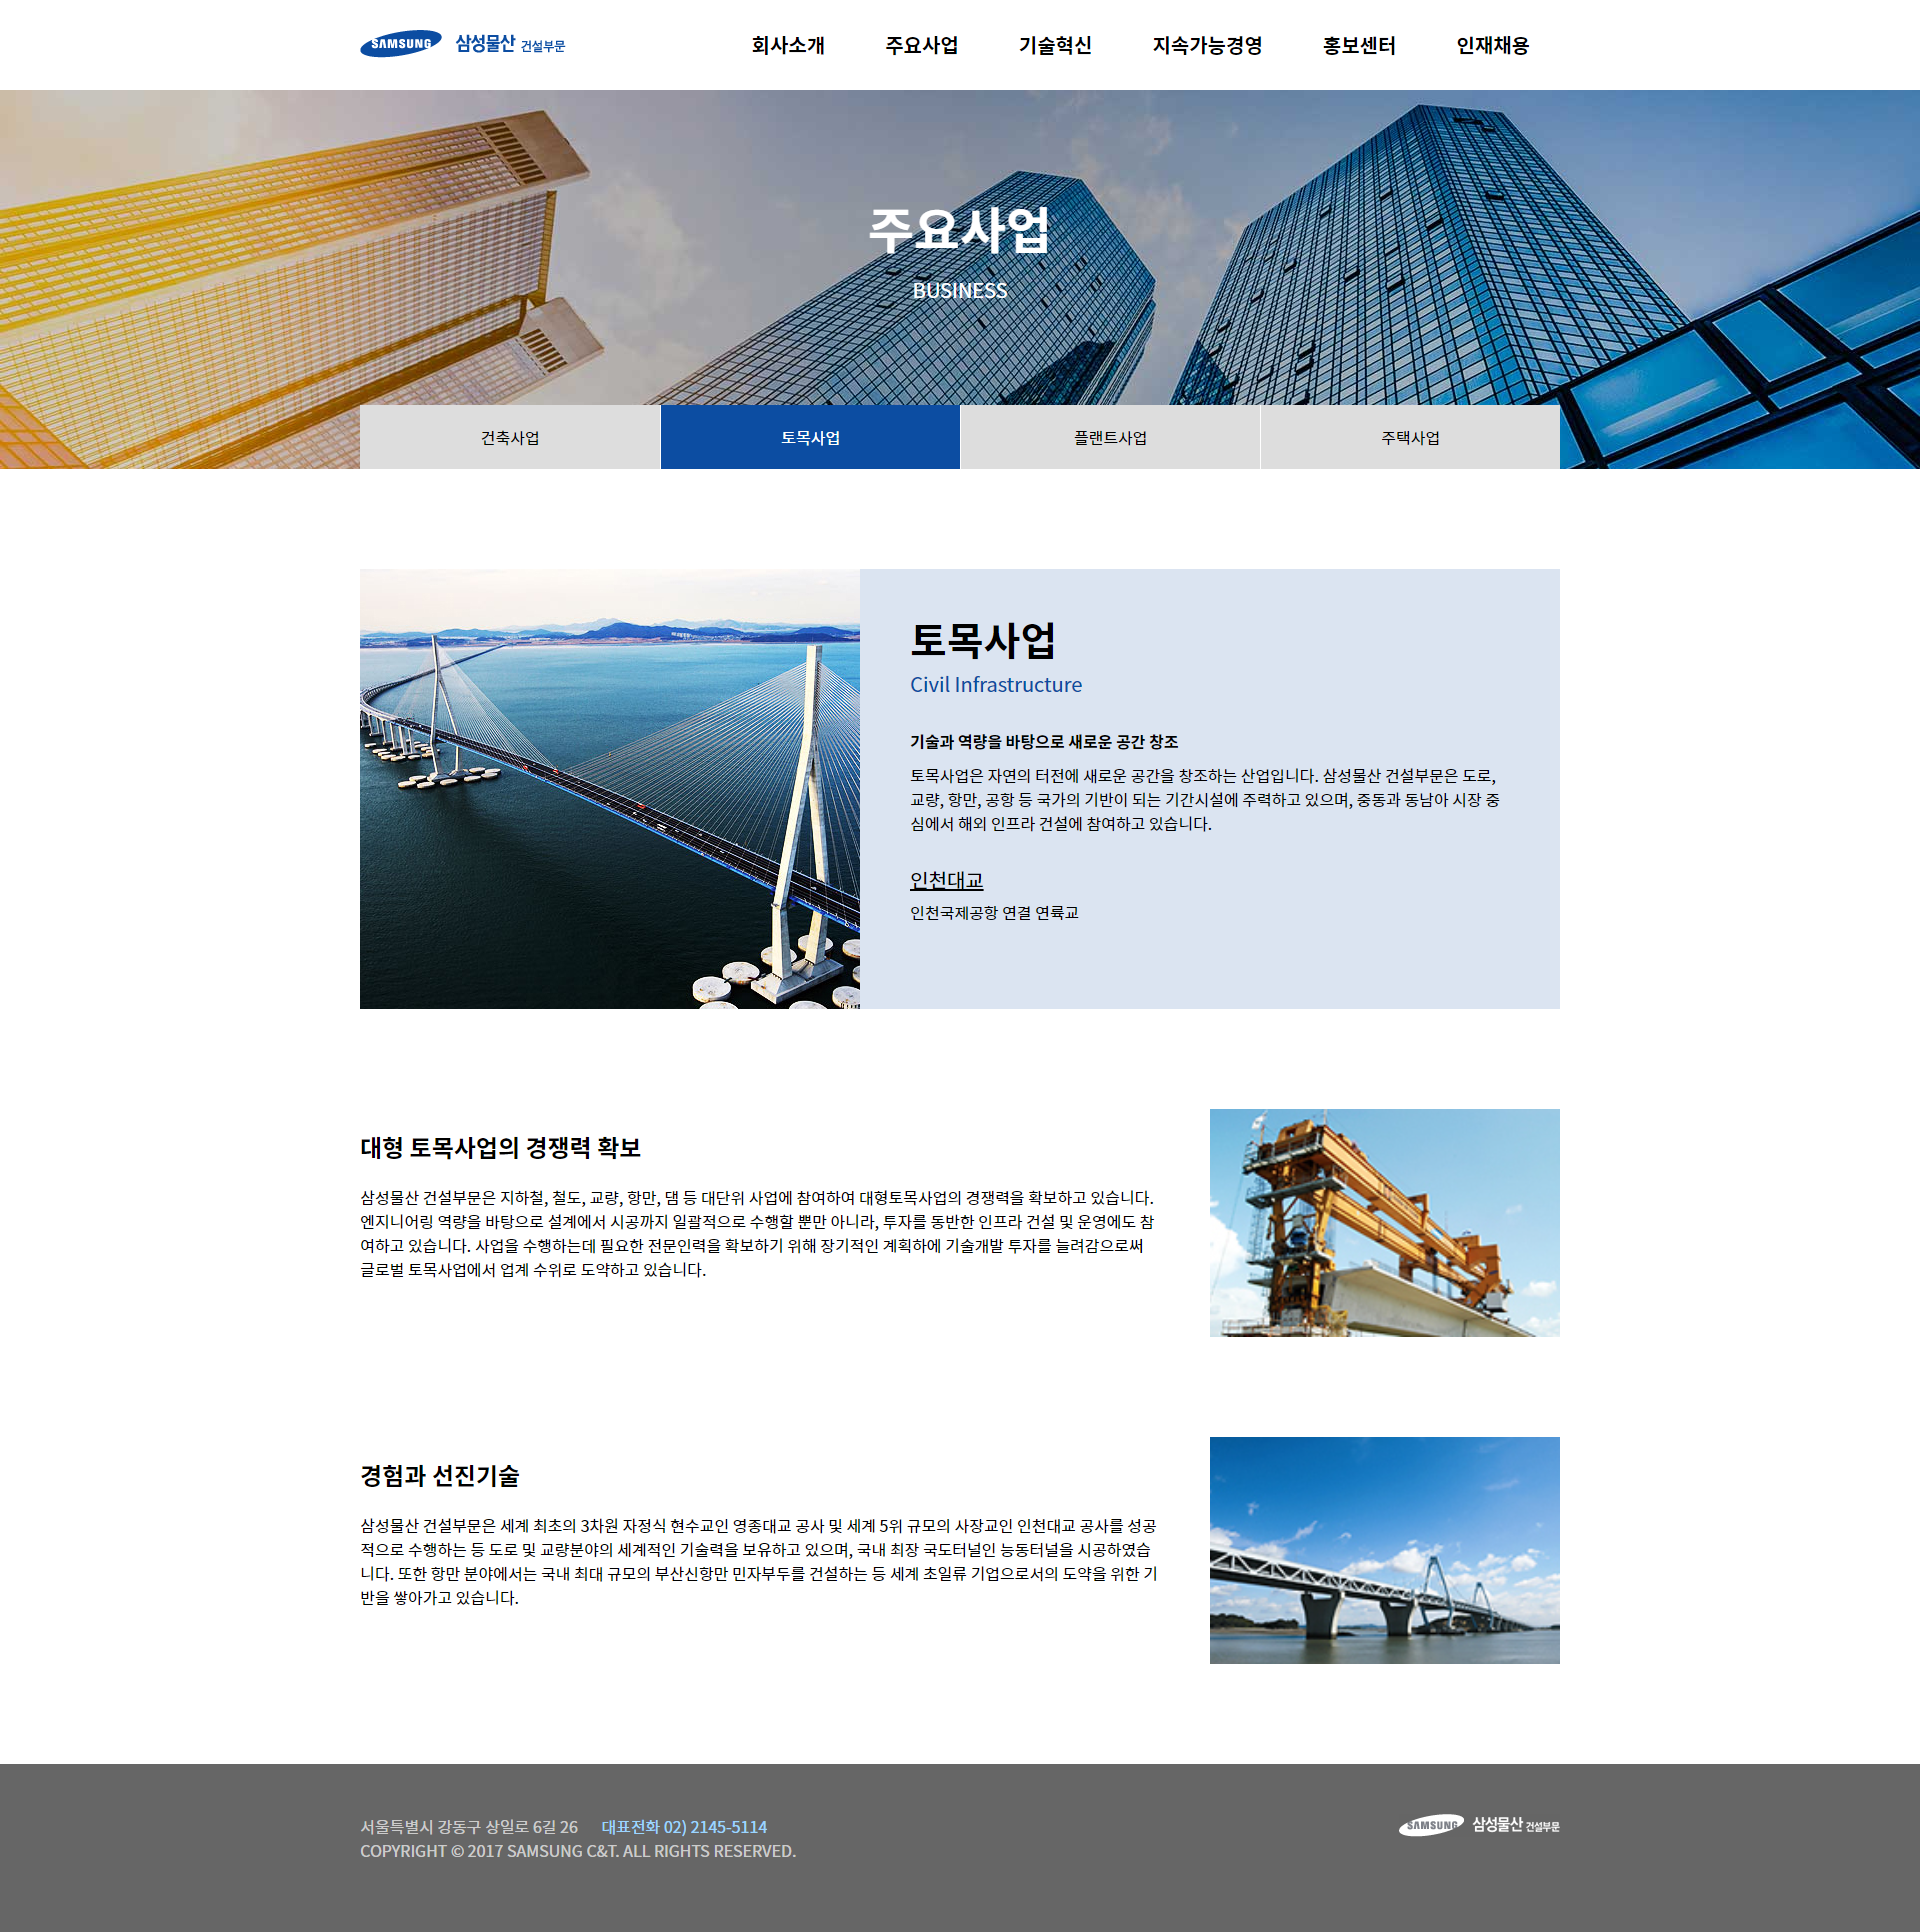 SAMSUNG 삼성물산 건설부문
회사소개 주요사업 기술혁신 지속가능경영 홍보센터 인재채용
주요사업
BUSINESS
건축사업 토목사업 플랜트사업 주택사업
토목사업
Civil Infrastructure
기술과 역량을 바탕으로 새로운 공간 창조
토목사업은 자연의 터전에 새로운 공간을 창조하는 산업입니다. 삼성물산 건설부문은 도로,
교량, 항만, 공항 등 국가의 기반이 되는 기간시설에 주력하고 있으며, 중동과 동남아 시장 중
심에서 해외 인프라 건설에 참여하고 있습니다.
인천대교
인천국제공항 연결 연륙교
대형 토목사업의 경쟁력 확보
삼성물산 건설부문은 지하철, 철도, 교량, 항만, 댐 등 대단위 사업에 참여하여 대형토목사업의 경쟁력을 확보하고 있습니다.
엔지니어링 역량을 바탕으로 설계에서 시공까지 일괄적으로 수행할 뿐만 아니라, 투자를 동반한 인프라 건설 및 운영에도 참
여하고 있습니다. 사업을 수행하는데 필요한 전문인력을 확보하기 위해 장기적인 계획하에 기술개발 투자를 늘려감으로써
글로벌 토목사업에서 업계 수위로 도약하고 있습니다.
경험과 선진기술
삼성물산 건설부문은 세계 최초의 3차원 자정식 현수교인 영종대교 공사 및 세계 5위 규모의 사장교인 인천대교 공사를 성공
적으로 수행하는 등 도로 및 교량분야의 세계적인 기술력을 보유하고 있으며, 국내 최장 국도터널인 능동터널을 시공하였습
니다. 또한 항만 분야에서는 국내 최대 규모의 부산신항만 민자부두를 건설하는 등 세계 초일류 기업으로서의 도약을 위한 기
반을 쌓아가고 있습니다.
서울특별시 강동구 상일로 6길 26 대표전화 02) 2145-5114
COPYRIGHT © 2017 SAMSUNG C&T. ALL RIGHTS RESERVED.
SAMSUNG 삼성물산 건설부문